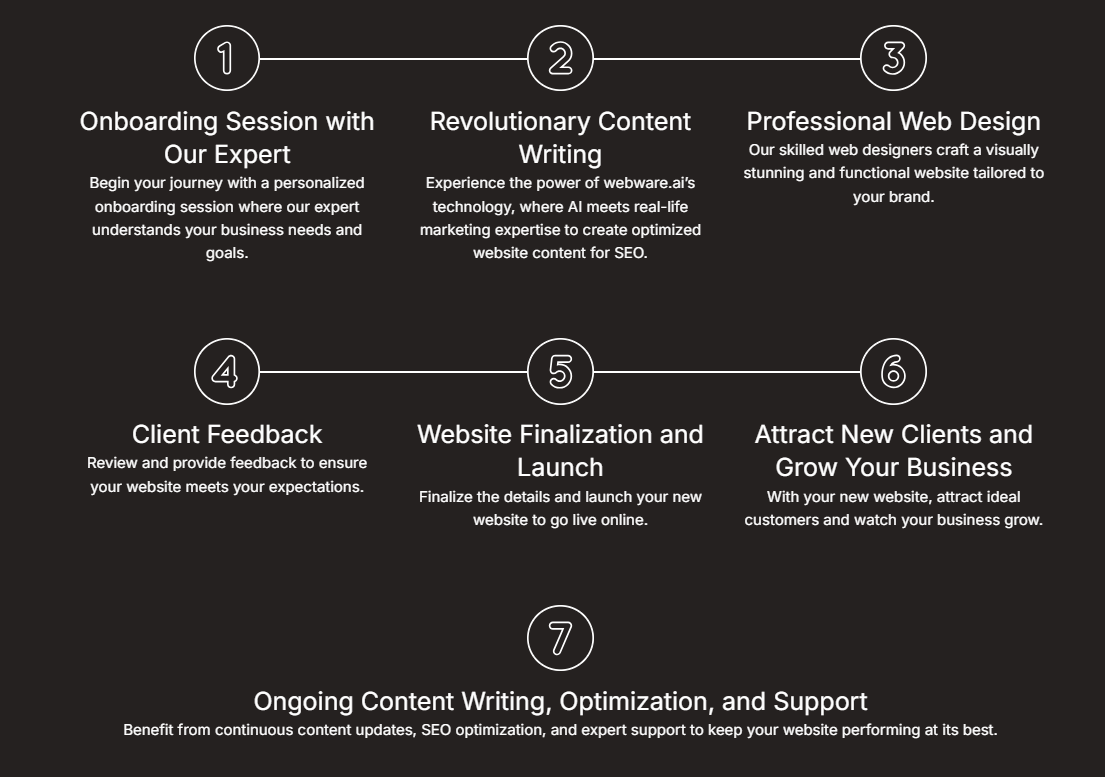 1
2
3
Onboarding Session with
Our Expert
Begin your journey with a personalized
onboarding session where our expert
understands your business needs and
goals.
Revolutionary Content
Writing
Experience the power of webware.ai’s
technology, where AI meets real-life
marketing expertise to create optimized
website content for SEO.
Professional Web Design
Our skilled web designers craft a visually
stunning and functional website tailored to
your brand.
4
5
6
Client Feedback
Review and provide feedback to ensure
your website meets your expectations.
Website Finalization and
Launch
Finalize the details and launch your new
website to go live online.
Attract New Clients and
Grow Your Business
With your new website, attract ideal
customers and watch your business grow.
7
Ongoing Content Writing, Optimization, and Support
Benefit from continuous content updates, SEO optimization, and expert support to keep your website performing at its best.